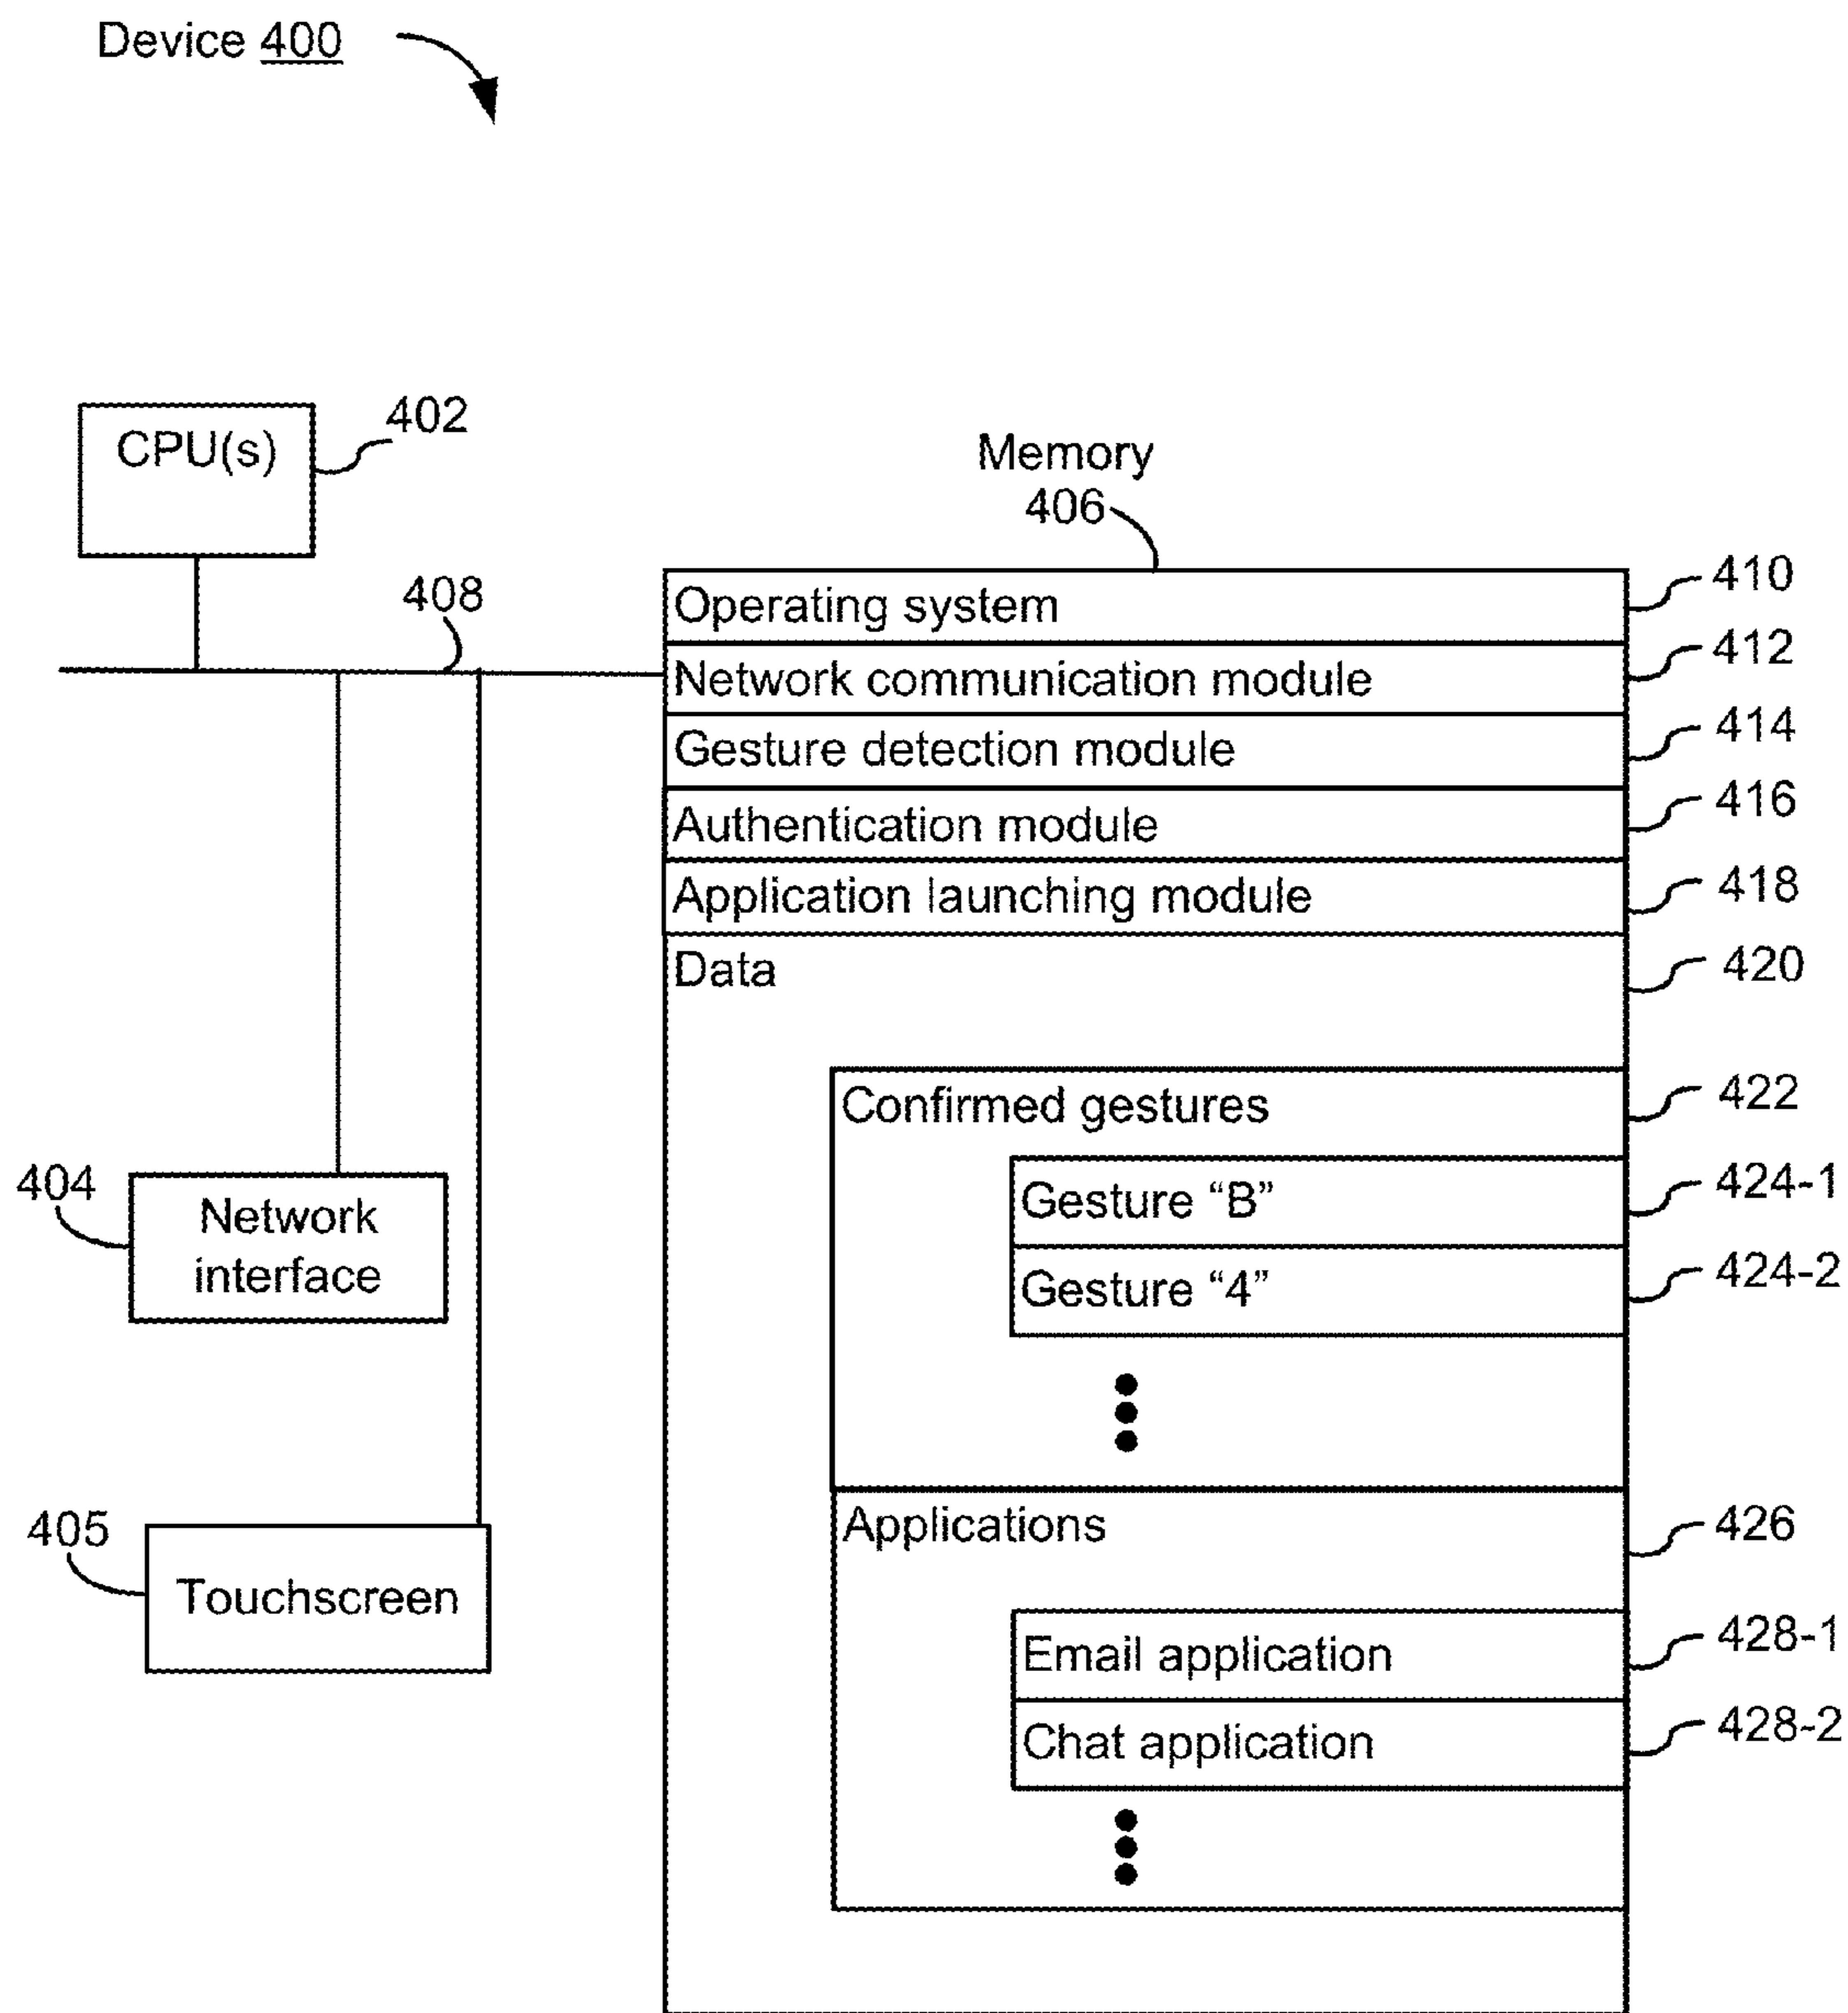 Device 400
CPU(s)
402
Memory
406
408
Operating system
410
Network communication module
412
Gesture detection module
414
Authentication module
416
Application launching module
418
Data
420
Confirmed gestures
422
Gesture “B”
424-1
Gesture “4”
424-2
404
Network
interface
405
Touchscreen
Applications
426
Email application
428-1
Chat application
428-2